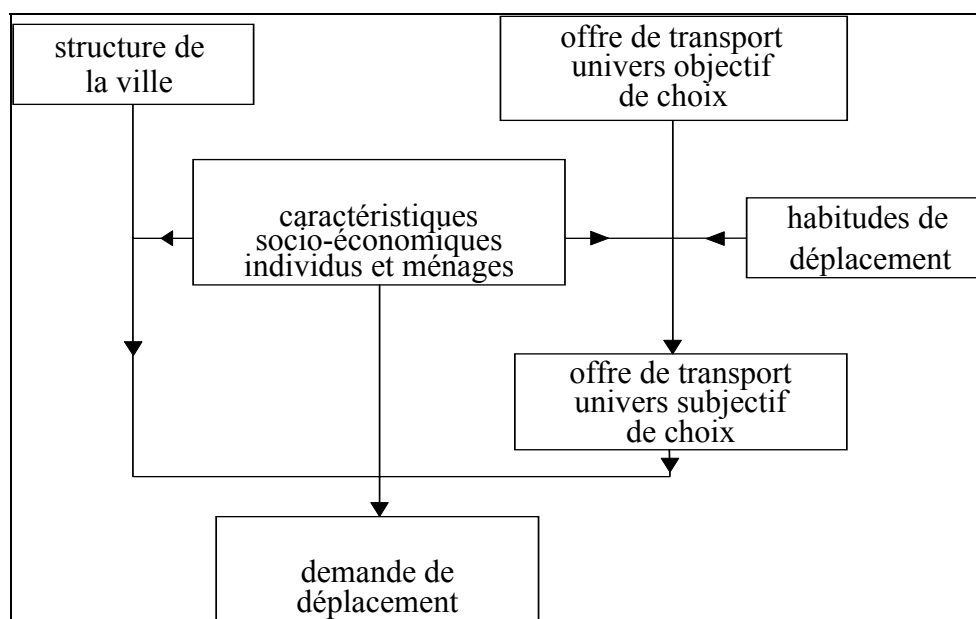 structure de
la ville
offre de transport
univers objectif
de choix
caractéristiques
socio-économiques
individus et ménages
habitudes de
déplacement
offre de transport
univers subjectif
de choix
demande de
déplacement